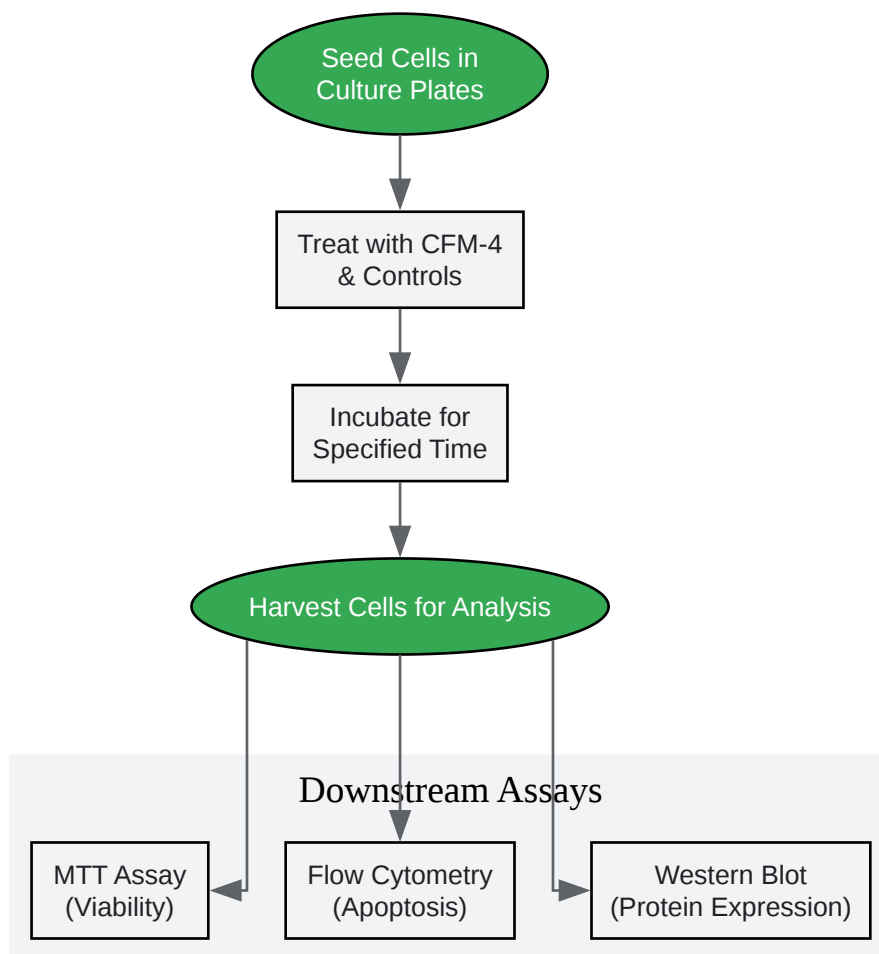 Seed Cells in
Culture Plates
Treat with CFM-4
& Controls
Incubate for
Specified Time
Harvest Cells for Analysis
Downstream Assays
MTT Assay
(Viability)
Flow Cytometry
(Apoptosis)
Western Blot
(Protein Expression)